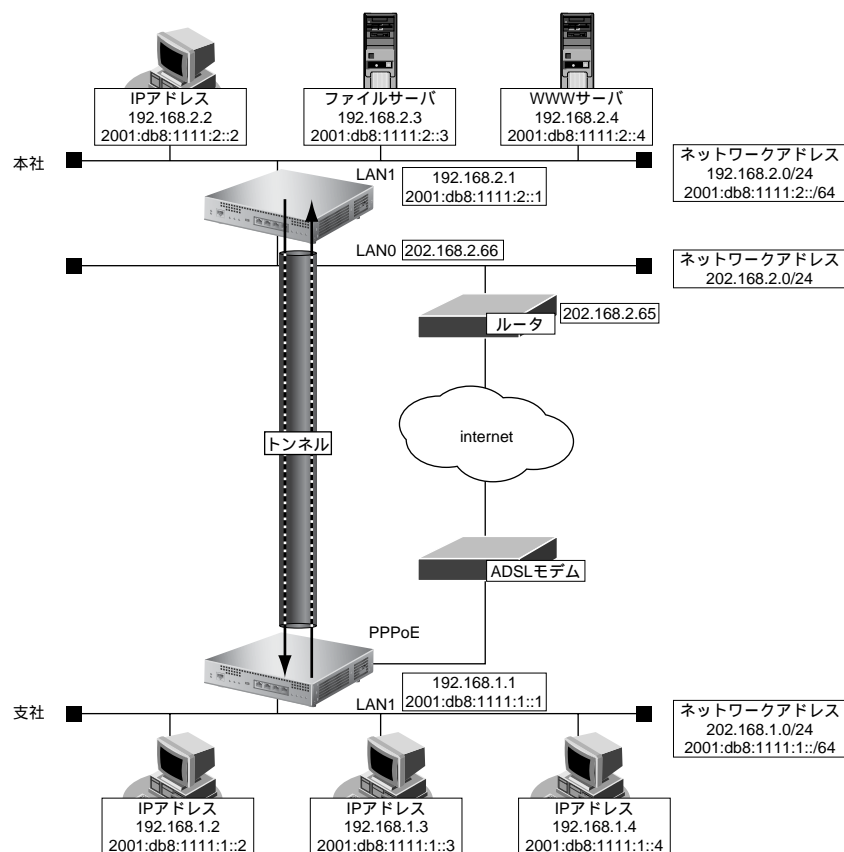 IPアドレス
192.168.2.2
2001:db8:1111:2::2
ファイルサーバ
192.168.2.3
2001:db8:1111:2::3
WWWサーバ
192.168.2.4
2001:db8:1111:2::4
本社
ネットワークアドレス
192.168.2.0/24
2001:db8:1111:2::/64
LAN1
192.168.2.1
2001:db8:1111:2::1
LAN0
202.168.2.66
ネットワークアドレス
202.168.2.0/24
ルータ
202.168.2.65
トンネル
internet
ADSLモデム
PPPoE
LAN1
192.168.1.1
2001:db8:1111:1::1
支社
ネットワークアドレス
202.168.1.0/24
2001:db8:1111:1::/64
IPアドレス
192.168.1.2
2001:db8:1111:1::2
IPアドレス
192.168.1.3
2001:db8:1111:1::3
IPアドレス
192.168.1.4
2001:db8:1111:1::4